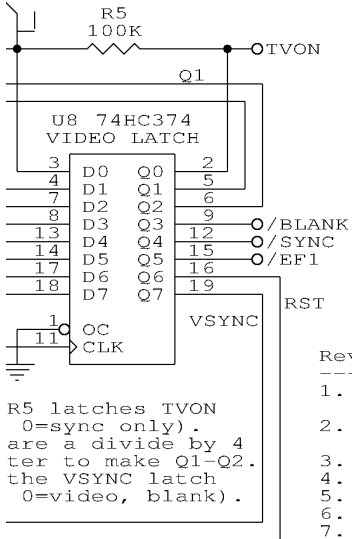 R5
100K
TVON
Q1
U8 74HC374
VIDEO LATCH
3 D0 Q0 2
4 D1 Q1 5
7 D2 Q2 6
8 D3 Q3 9 /BLANK
13 D4 Q4 12 /SYNC
14 D5 Q5 15 /EF1
17 D6 Q6 16
18 D7 Q7 19
RST
VSYNC
1 OC
11 CLK
Rev
R5 latches TVON
0=sync only).
are a divide by 4
ter to make Q1-Q2.
the VSYNC latch
0=video, blank).
1.
2.
3.
4.
5.
6.
7.